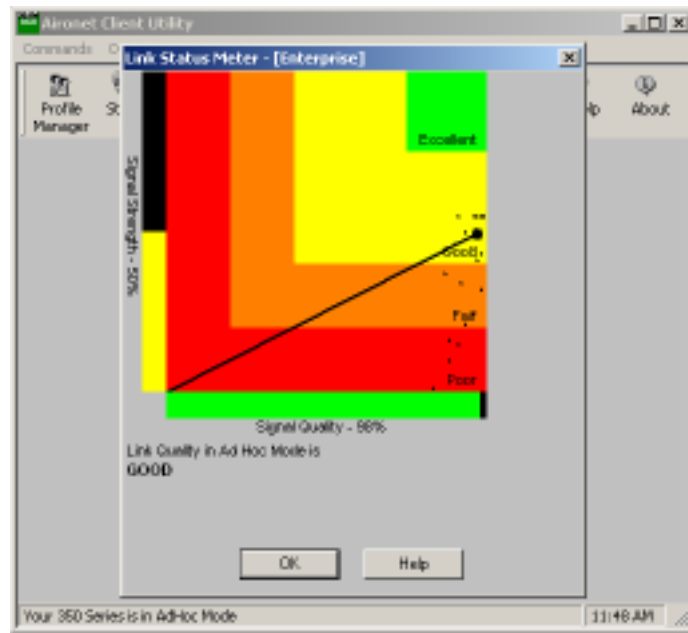 Aironet Client Utility
Commands
Link Status Meter - [Enterprise]
Profile Manager
About
Excellent
Signal Strength - 50%
Good
Fair
Poor
Signal Quality - 98%
Link Quality in Ad Hoc Mode is
GOOD
OK
Help
Your 350 Series is in AdHoc Mode
11:48 AM